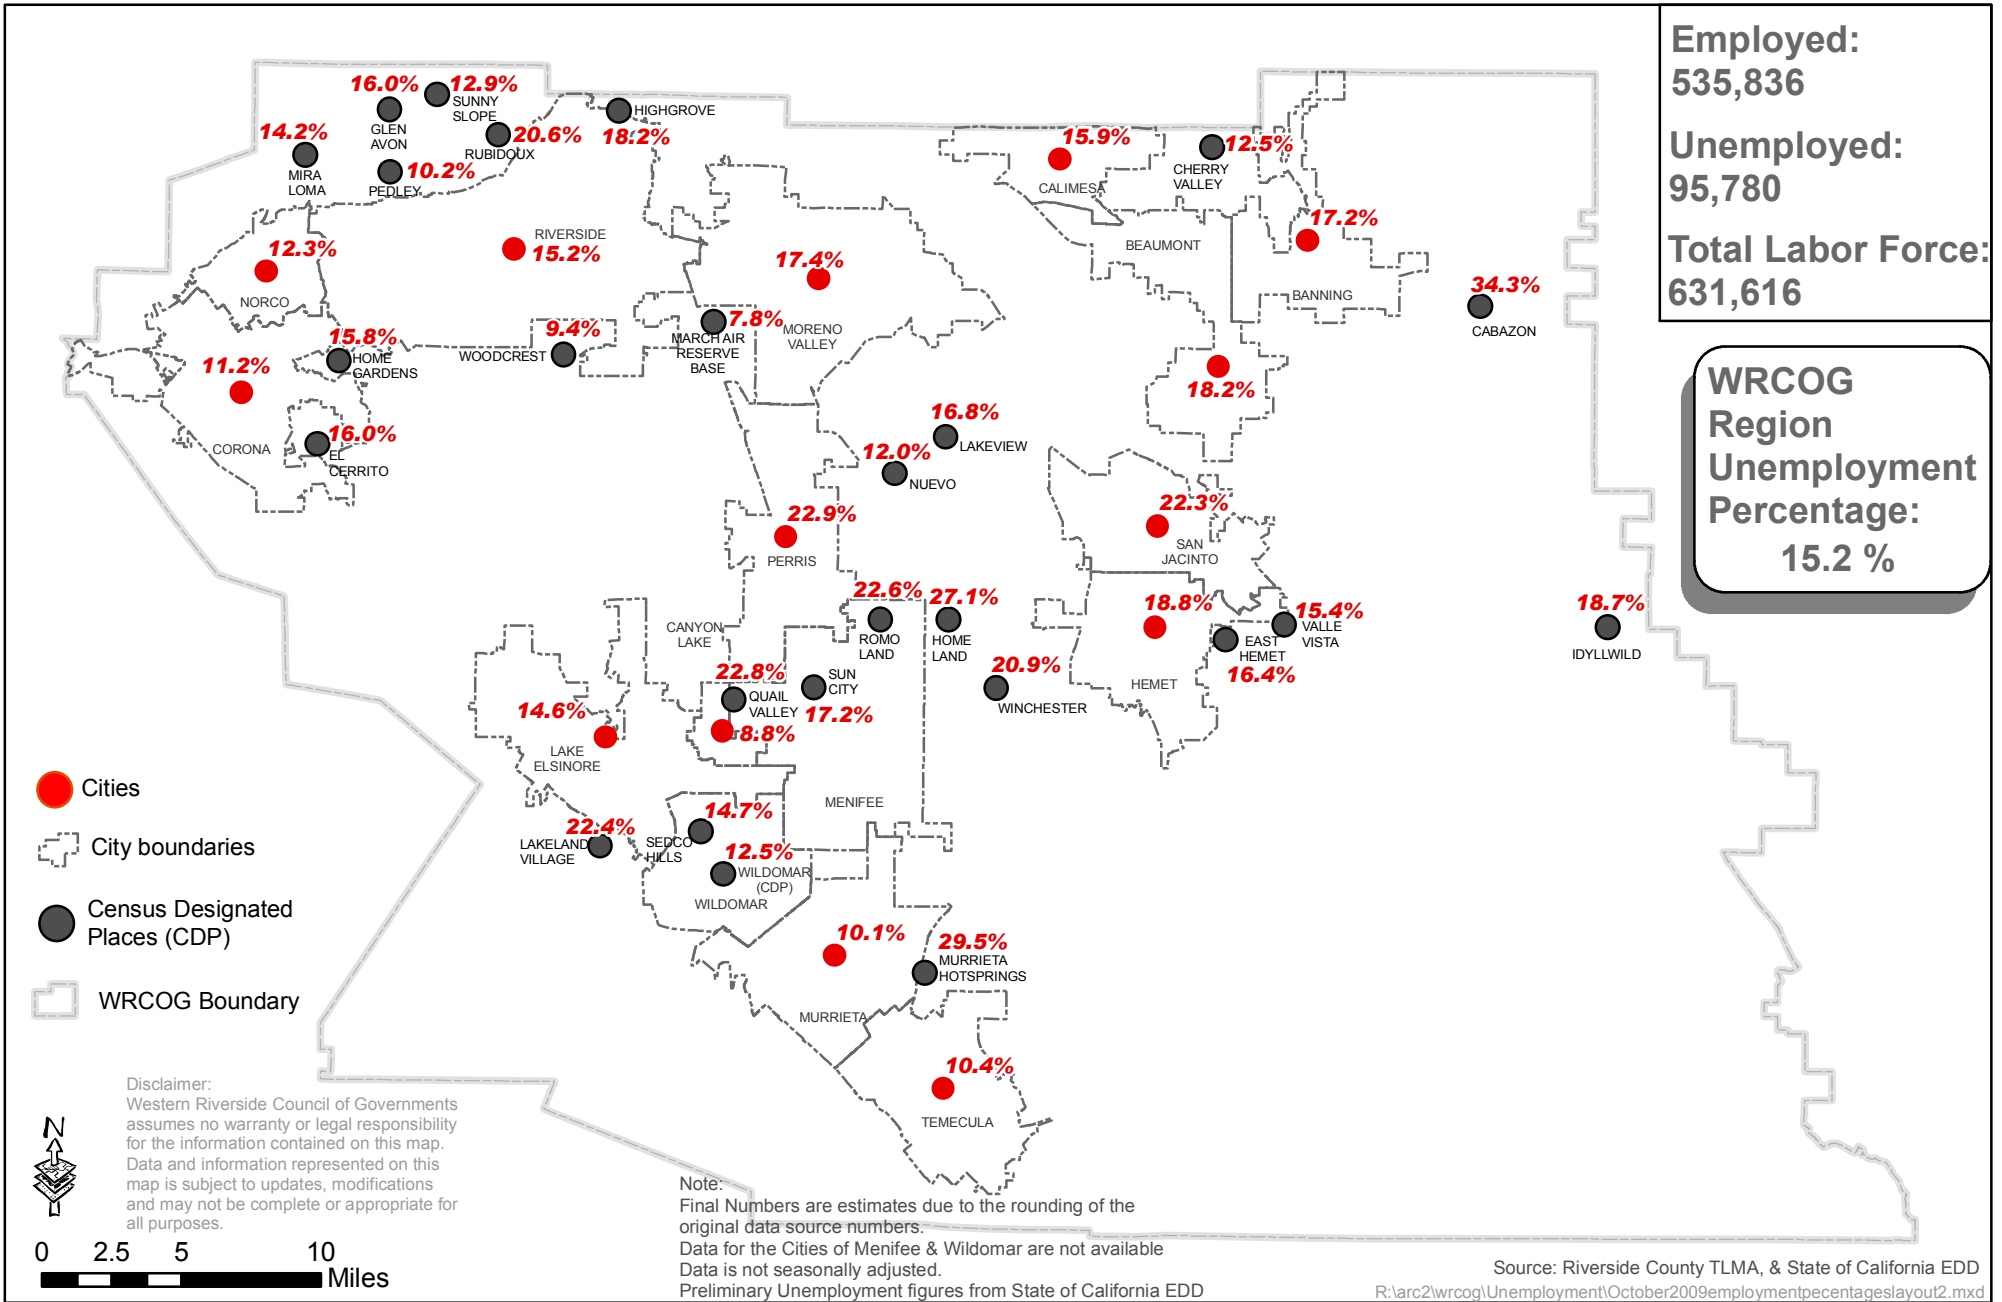 Employed:
535,836
Unemployed:
95,780
Total Labor Force:
631,616
WRCOG
Region
Unemployment
Percentage:
15.2 %
16.0%
GLEN
AVON
12.9%
SUNNY
SLOPE
14.2%
MIRA
LOMA
20.6%
RUBIDOUX
10.2%
PEDLEY
HIGHGROVE
18.2%
15.9%
CALIMESA
12.5%
CHERRY
VALLEY
17.2%
BANNING
BEAUMONT
18.2%
34.3%
CABAZON
12.3%
NORCO
RIVERSIDE
15.2%
17.4%
MORENO
VALLEY
7.8%
MARCH AIR
RESERVE
BASE
9.4%
WOODCREST
15.8%
HOME
GARDENS
11.2%
CORONA
16.0%
EL
CERRITO
16.8%
LAKEVIEW
12.0%
NUEVO
22.9%
PERRIS
22.3%
SAN
JACINTO
22.6%
ROMO
LAND
27.1%
HOME
LAND
18.8%
HEMET
15.4%
VALLE
VISTA
EAST
HEMET
16.4%
18.7%
IDYLLWILD
CANYON
LAKE
22.8%
QUAIL
VALLEY
8.8%
SUN
CITY
17.2%
20.9%
WINCHESTER
14.6%
LAKE
ELSINORE
MENIFEE
22.4%
LAKELAND
VILLAGE
14.7%
SEDCO
HILLS
12.5%
WILDOMAR
(CDP)
WILDOMAR
10.1%
MURRIETA
29.5%
MURRIETA
HOTSPRINGS
10.4%
TEMECULA
Cities
City boundaries
Census Designated
Places (CDP)
WRCOG Boundary
Disclaimer:
Western Riverside Council of Governments
assumes no warranty or legal responsibility
for the information contained on this map.
Data and information represented on this
map is subject to updates, modifications
and may not be complete or appropriate for
all purposes.
N
0 2.5 5 10
Miles
Note:
Final Numbers are estimates due to the rounding of the
original data source numbers.
Data for the Cities of Menifee & Wildomar are not available
Data is not seasonally adjusted.
Preliminary Unemployment figures from State of California EDD
Source: Riverside County TLMA, & State of California EDD
R:\arc2\wrcog\Unemployment\October2009employmentpecentageslayout2.mxd